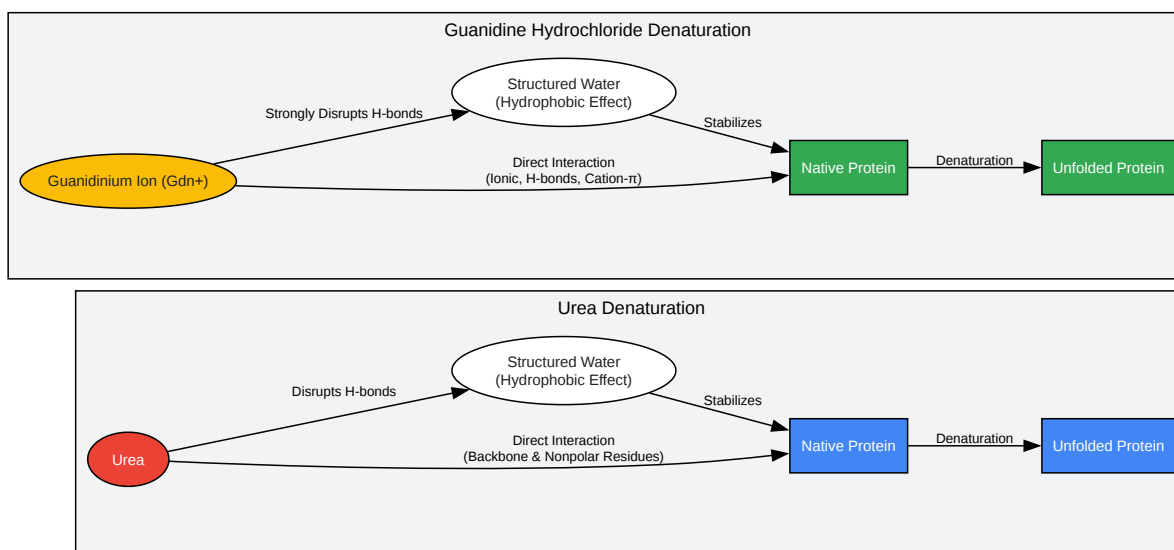 Guanidine Hydrochloride Denaturation
Structured Water
(Hydrophobic Effect)
Strongly Disrupts H-bonds
Stabilizes
Direct Interaction
(Ionic, H-bonds, Cation-π)
Guanidinium Ion (Gdn+)
Native Protein
Denaturation
Unfolded Protein
Urea Denaturation
Structured Water
(Hydrophobic Effect)
Disrupts H-bonds
Stabilizes
Direct Interaction
(Backbone & Nonpolar Residues)
Urea
Native Protein
Denaturation
Unfolded Protein